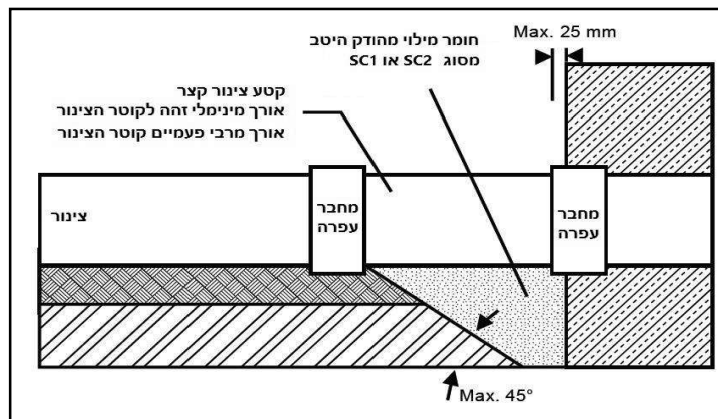 חומר מילוי מהודק היטב
מסוג SC2 או SC1
Max. 25 mm
קטע צינור קצר
אורך מינימלי זהה לקוטר הצינור
אורך מרבי פעמיים קוטר הצינור
מחבר
עפרה
מחבר
עפרה
צינור
Max. 45°